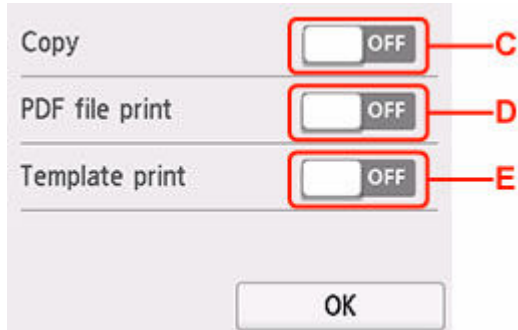 Copy OFF C
PDF file print OFF D
Template print OFF E
OK